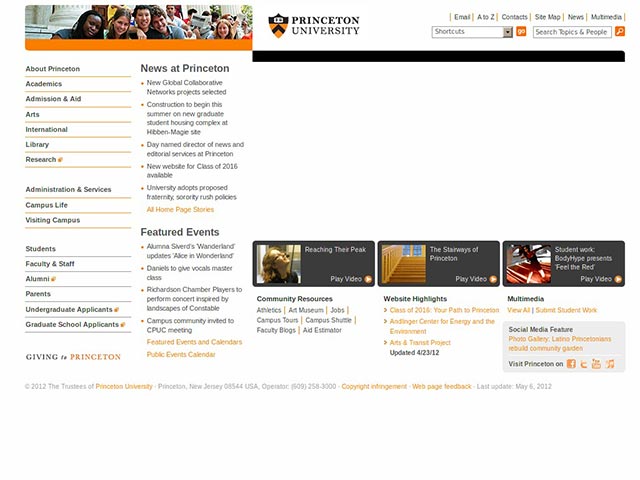 PRINCETON
UNIVERSITY
Email | A to Z | Contacts | Site Map | News | Multimedia
Shortcuts
go
Search Topics & People
About Princeton
Academics
Admission & Aid
Arts
International
Library
Research
Administration & Services
Campus Life
Visiting Campus
Students
Faculty & Staff
Alumni
Parents
Undergraduate Applicants
Graduate School Applicants
GIVING to PRINCETON
News at Princeton
New Global Collaborative
Networks projects selected
Construction to begin this
summer on new graduate
student housing complex at
Hibben-Magie site
Day named director of news and
editorial services at Princeton
New website for Class of 2016
available
University adopts proposed
fraternity, sorority rush policies
All Home Page Stories
Featured Events
Alumna Siverd's 'Wanderland'
updates 'Alice in Wonderland'
Daniels to give vocals master
class
Richardson Chamber Players to
perform concert inspired by
landscapes of Constable
Campus community invited to
CPUC meeting
Featured Events and Calendars
Public Events Calendar
Reaching Their Peak
Play Video
The Stairways of
Princeton
Play Video
Student work:
BodyHype presents
'Feel the Red'
Play Video
Community Resources
Athletics | Art Museum | Jobs |
Campus Tours | Campus Shuttle |
Faculty Blogs | Aid Estimator
Website Highlights
Class of 2016: Your Path to Princeton
Andlinger Center for Energy and the
Environment
Arts & Transit Project
Updated 4/23/12
Multimedia
View All | Submit Student Work
Social Media Feature
Photo Gallery: Latino Princetonians
rebuild community garden
Visit Princeton on
© 2012 The Trustees of Princeton University · Princeton, New Jersey 08544 USA, Operator: (609) 258-3000 · Copyright infringement · Web page feedback · Last update: May 6, 2012